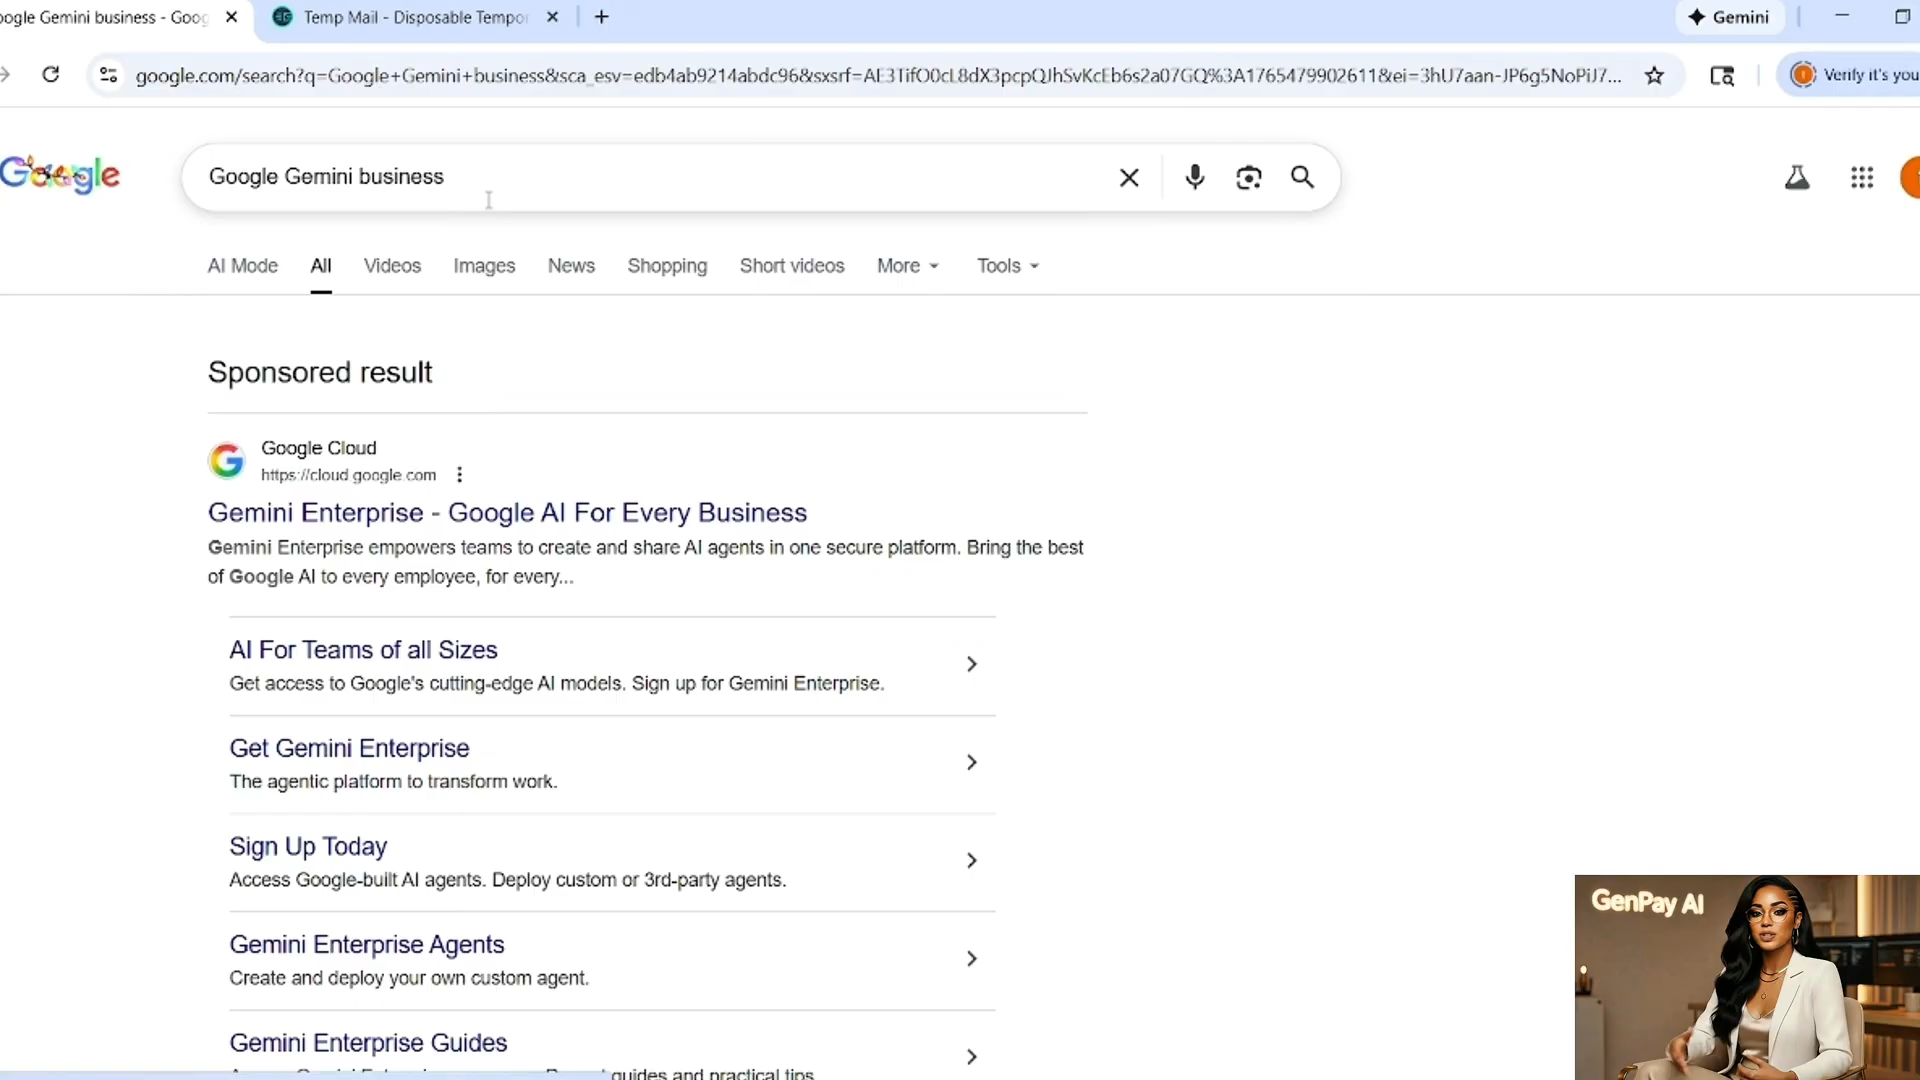 oogle Gemini business - Goog
Temp Mail - Disposable Tempor
Gemini
google.com/search?q=Google+Gemini+business&sca_esv=edb4ab9214abdc96&sxsrf=AE3TifO0cL8dX3pcpQJhSvKcEb6s2a07GQ%3A1765479902611&ei=3hU7aan-JP6g5NoPiJ7...
Verify it's you
Google
Google Gemini business
AI Mode
All
Videos
Images
News
Shopping
Short videos
More
Tools
Sponsored result
Google Cloud
https://cloud.google.com
Gemini Enterprise - Google AI For Every Business
Gemini Enterprise empowers teams to create and share AI agents in one secure platform. Bring the best
of Google AI to every employee, for every...
AI For Teams of all Sizes
Get access to Google's cutting-edge AI models. Sign up for Gemini Enterprise.
Get Gemini Enterprise
The agentic platform to transform work.
Sign Up Today
Access Google-built AI agents. Deploy custom or 3rd-party agents.
Gemini Enterprise Agents
Create and deploy your own custom agent.
Gemini Enterprise Guides
guides and practical tips
GenPay AI